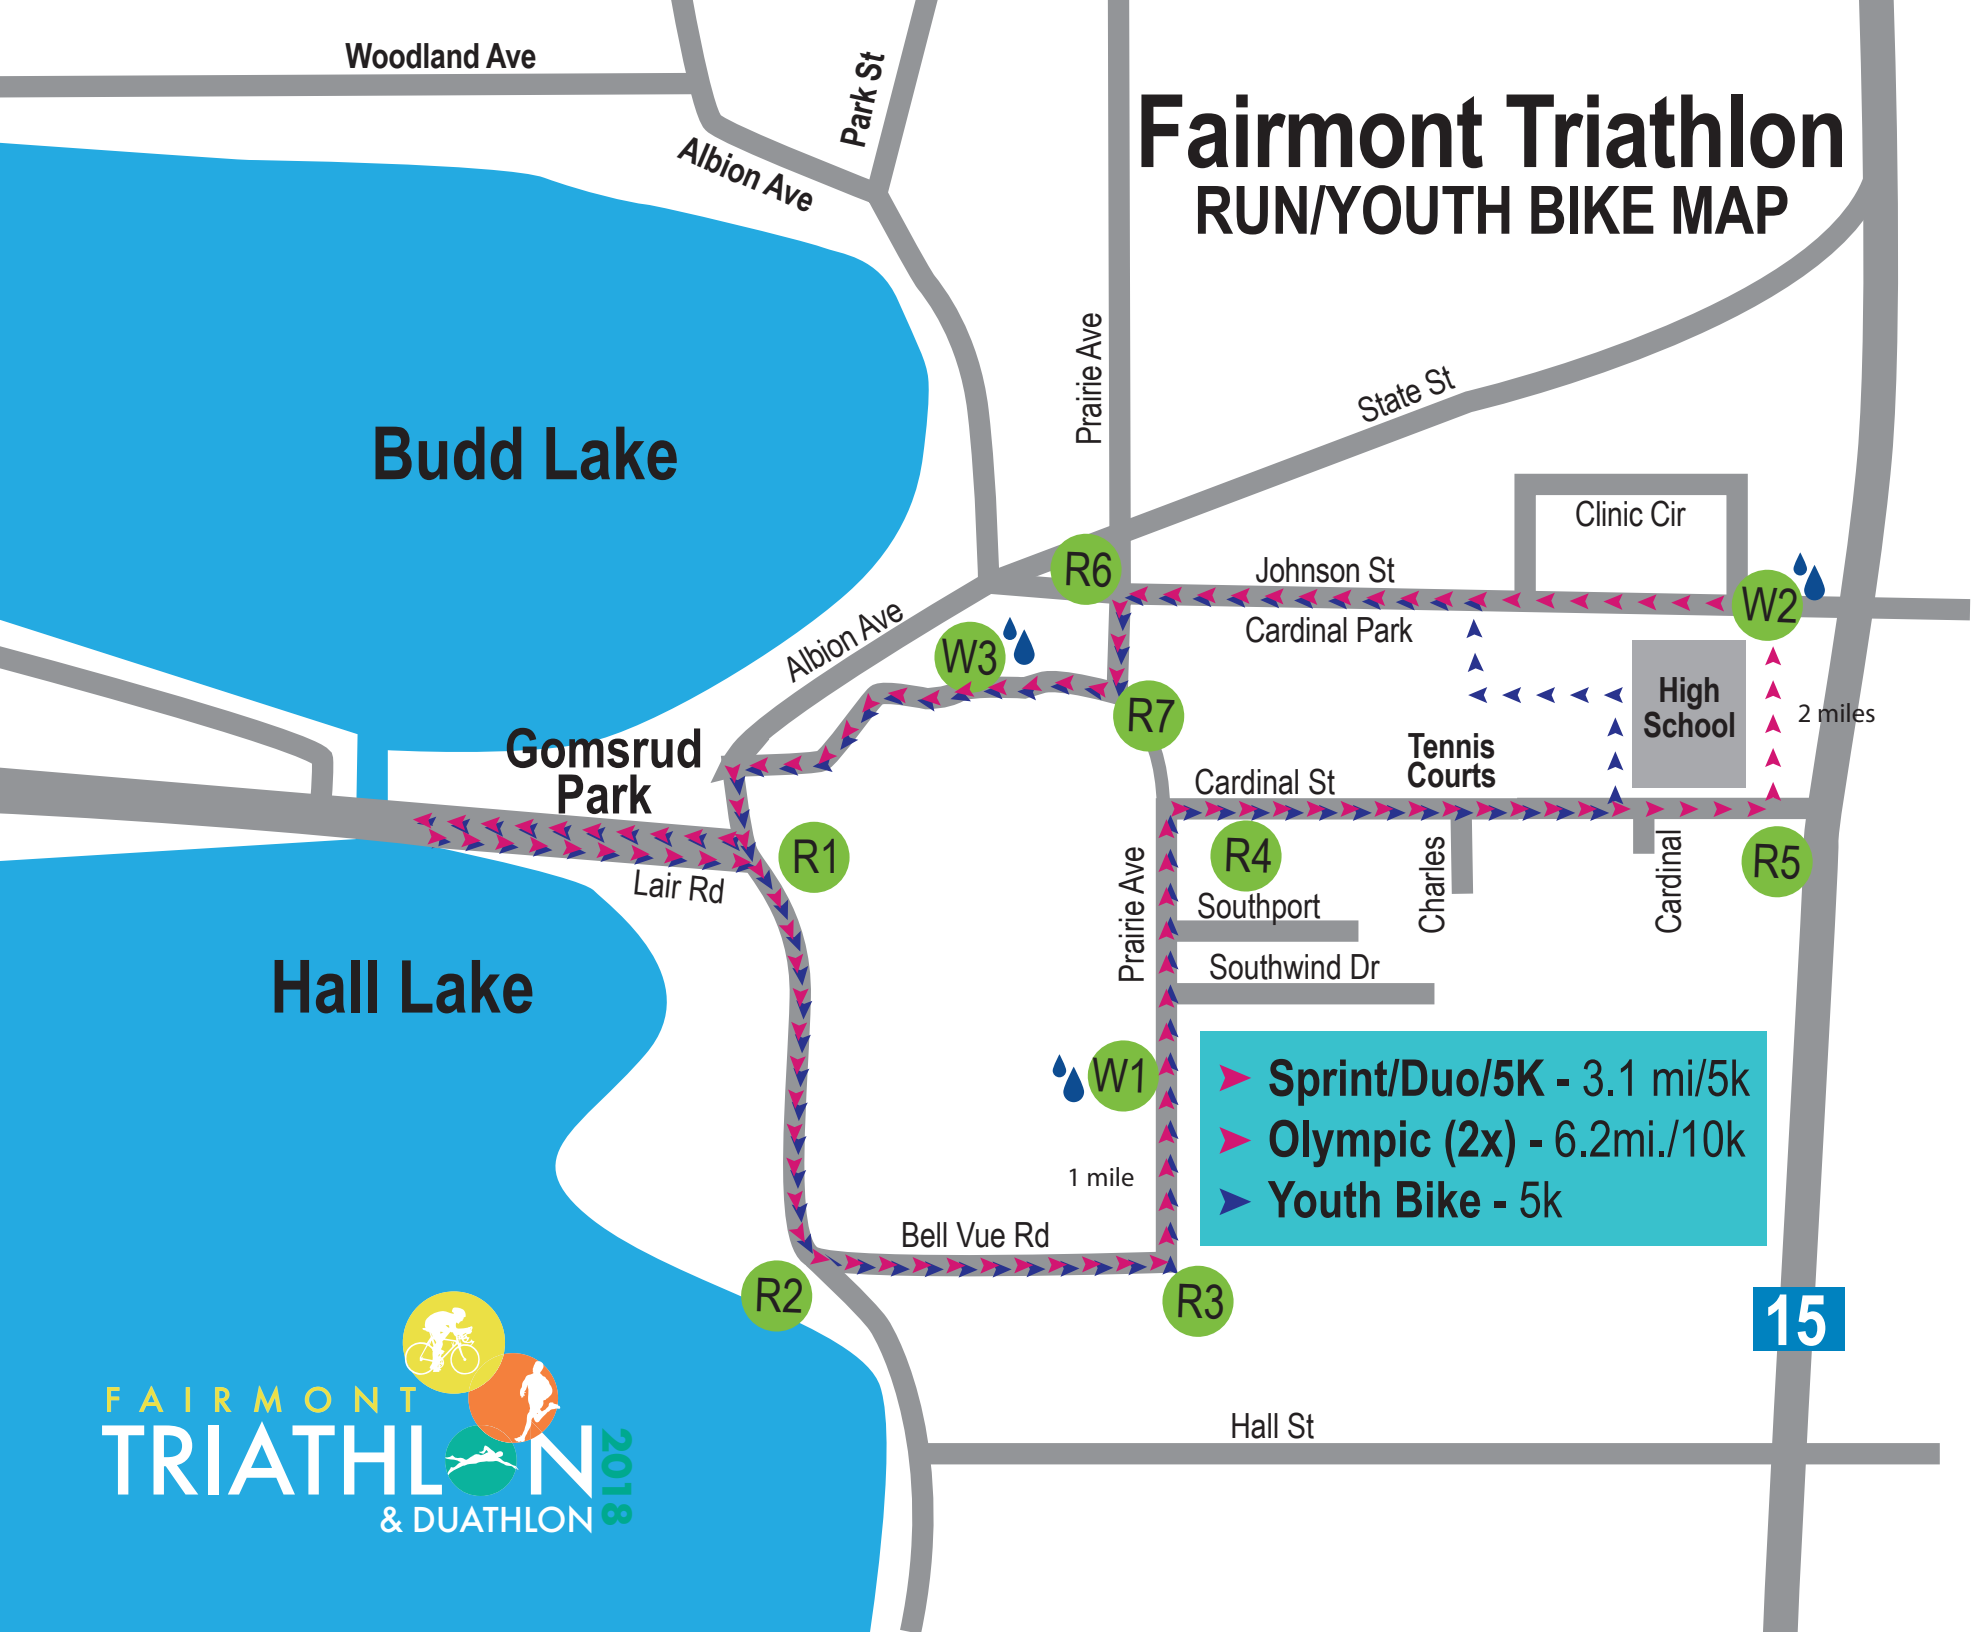 Woodland Ave
Park St
Albion Ave
Fairmont Triathlon
RUN/YOUTH BIKE MAP
Prairie Ave
State St
Budd Lake
Clinic Cir
R6
Johnson St
W2
Cardinal Park
Albion Ave
W3
High
School
2 miles
R7
Gomsrud
Park
Tennis
Courts
Cardinal St
R1
R4
R5
Lair Rd
Charles
Cardinal
Prairie Ave
Southport
Southwind Dr
Hall Lake
W1
Sprint/Duo/5K - 3.1 mi/5k
Olympic (2x) - 6.2mi./10k
Youth Bike - 5k
1 mile
Bell Vue Rd
R2
R3
15
FAIRMONT
TRIATHLON
& DUATHLON
2018
Hall St